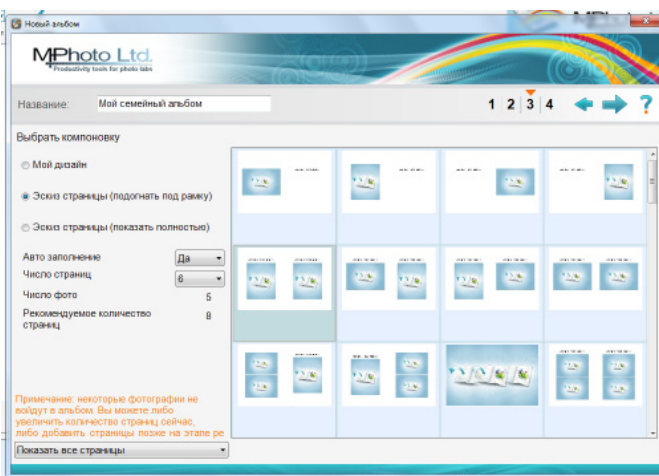 Новый альбом
MPhoto Ltd.
Productivity tools for photo labs
Название: Мой семейный альбом
1 2 3 4 ?
Выбрать компоновку
Мой дизайн
Эскиз страницы (подогнать под рамку)
Эскиз страницы (показать полностью)
Авто заполнение Да
Число страниц 6
Число фото 5
Рекомендуемое количество 8
страниц
Примечание: некоторые фотографии не
войдут в альбом. Вы можете либо
увеличить количество страниц сейчас,
либо добавить страницы позже на этапе ре
Показать все страницы